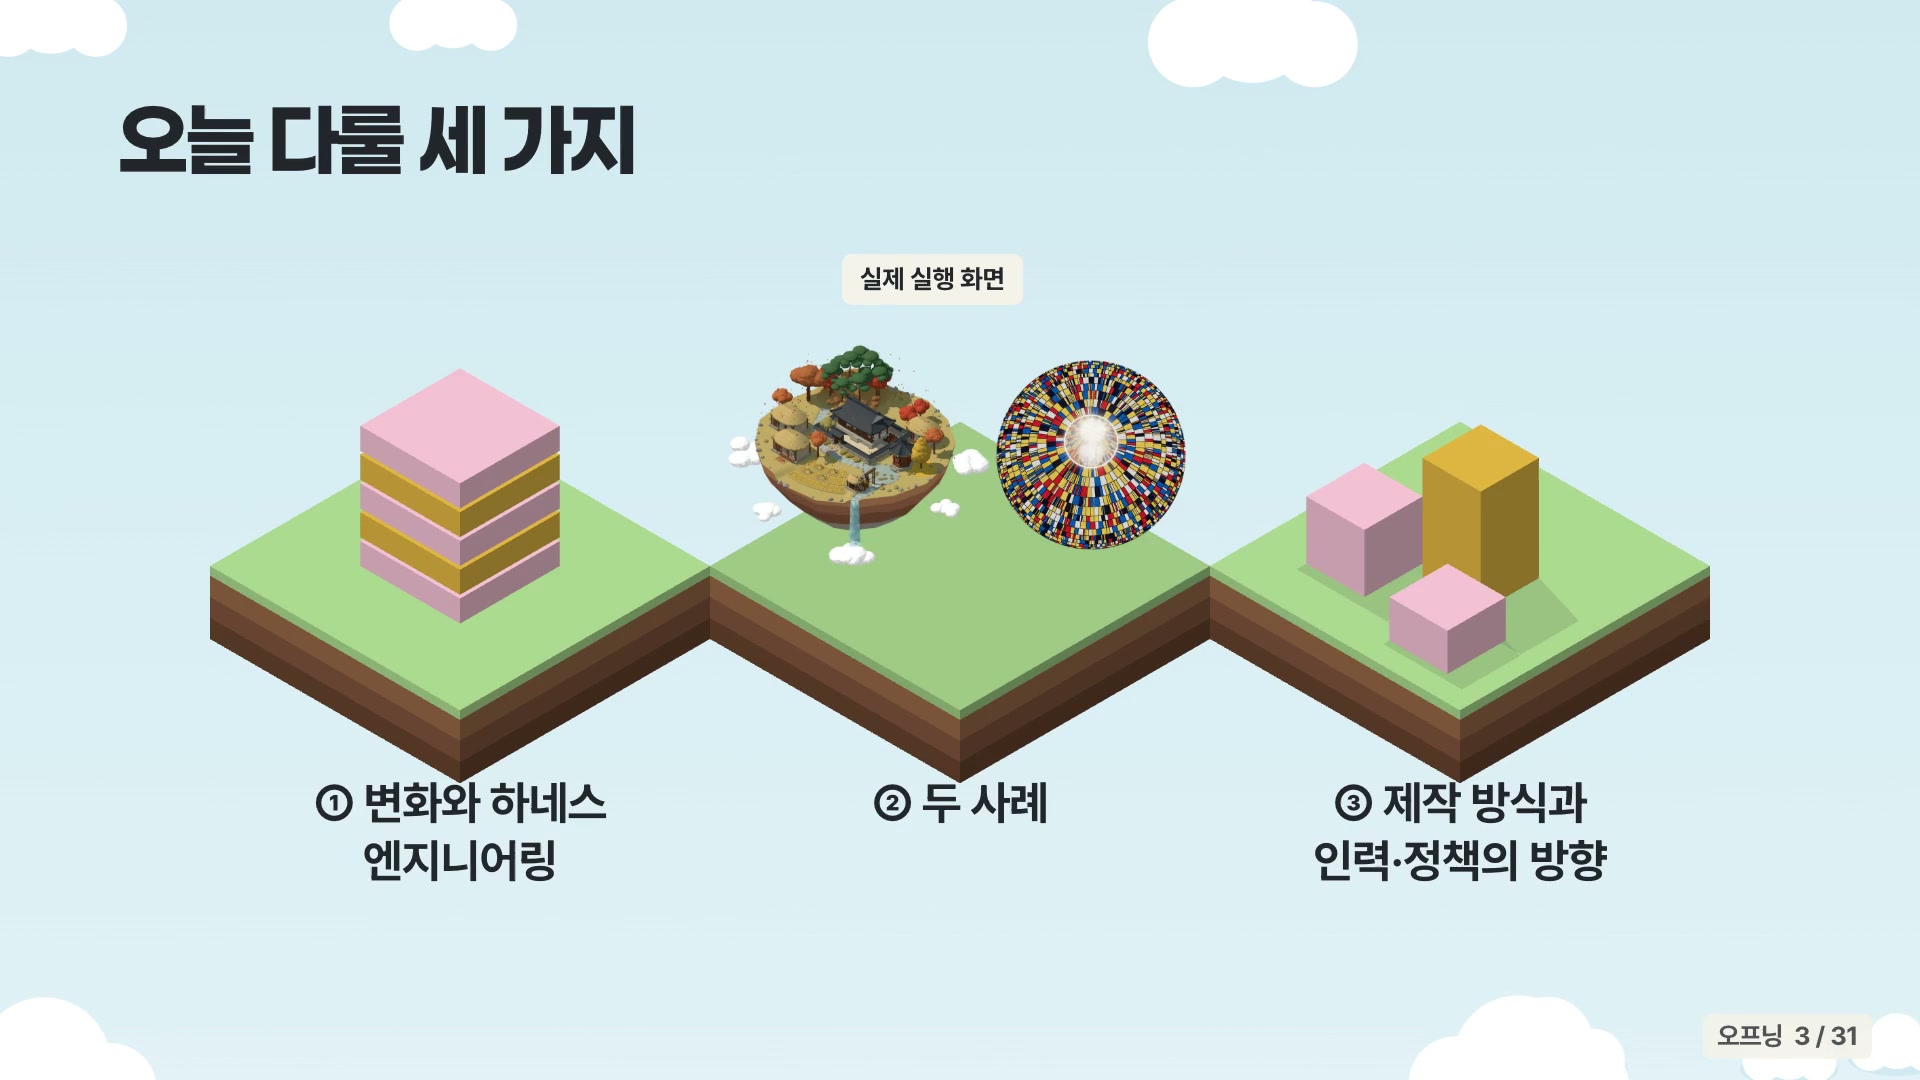 오늘 다룰 세 가지
실제 실행 화면
① 변화와 하네스
엔지니어링
② 두 사례
③ 제작 방식과
인력·정책의 방향
오프닝 3 / 31